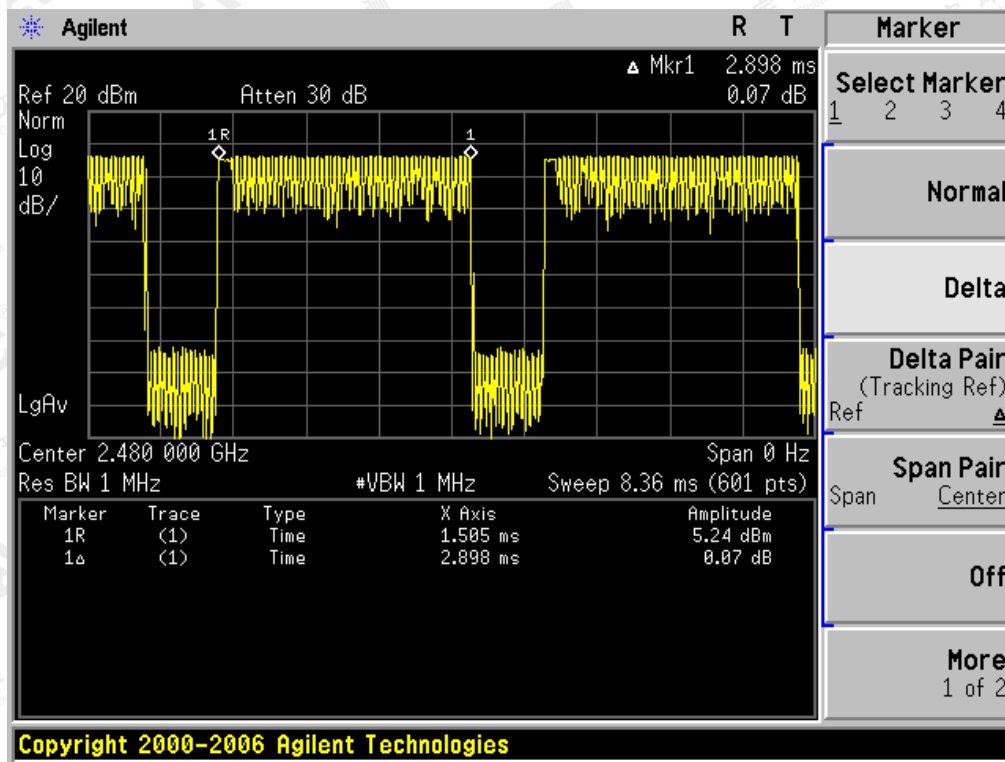 Agilent R T
Δ Mkr1 2.898 ms
Ref 20 dBm Atten 30 dB 0.07 dB
Norm
Log
10
dB/
1R
1
LgAv
Center 2.480 000 GHz Span 0 Hz
Res BW 1 MHz #VBW 1 MHz Sweep 8.36 ms (601 pts)
Marker Trace Type X Axis Amplitude
1R (1) Time 1.505 ms 5.24 dBm
1Δ (1) Time 2.898 ms 0.07 dB
Copyright 2000-2006 Agilent Technologies
Marker
Select Marker
1 2 3 4
Normal
Delta
Delta Pair
(Tracking Ref)
Ref Δ
Span Pair
Span Center
Off
More
1 of 2